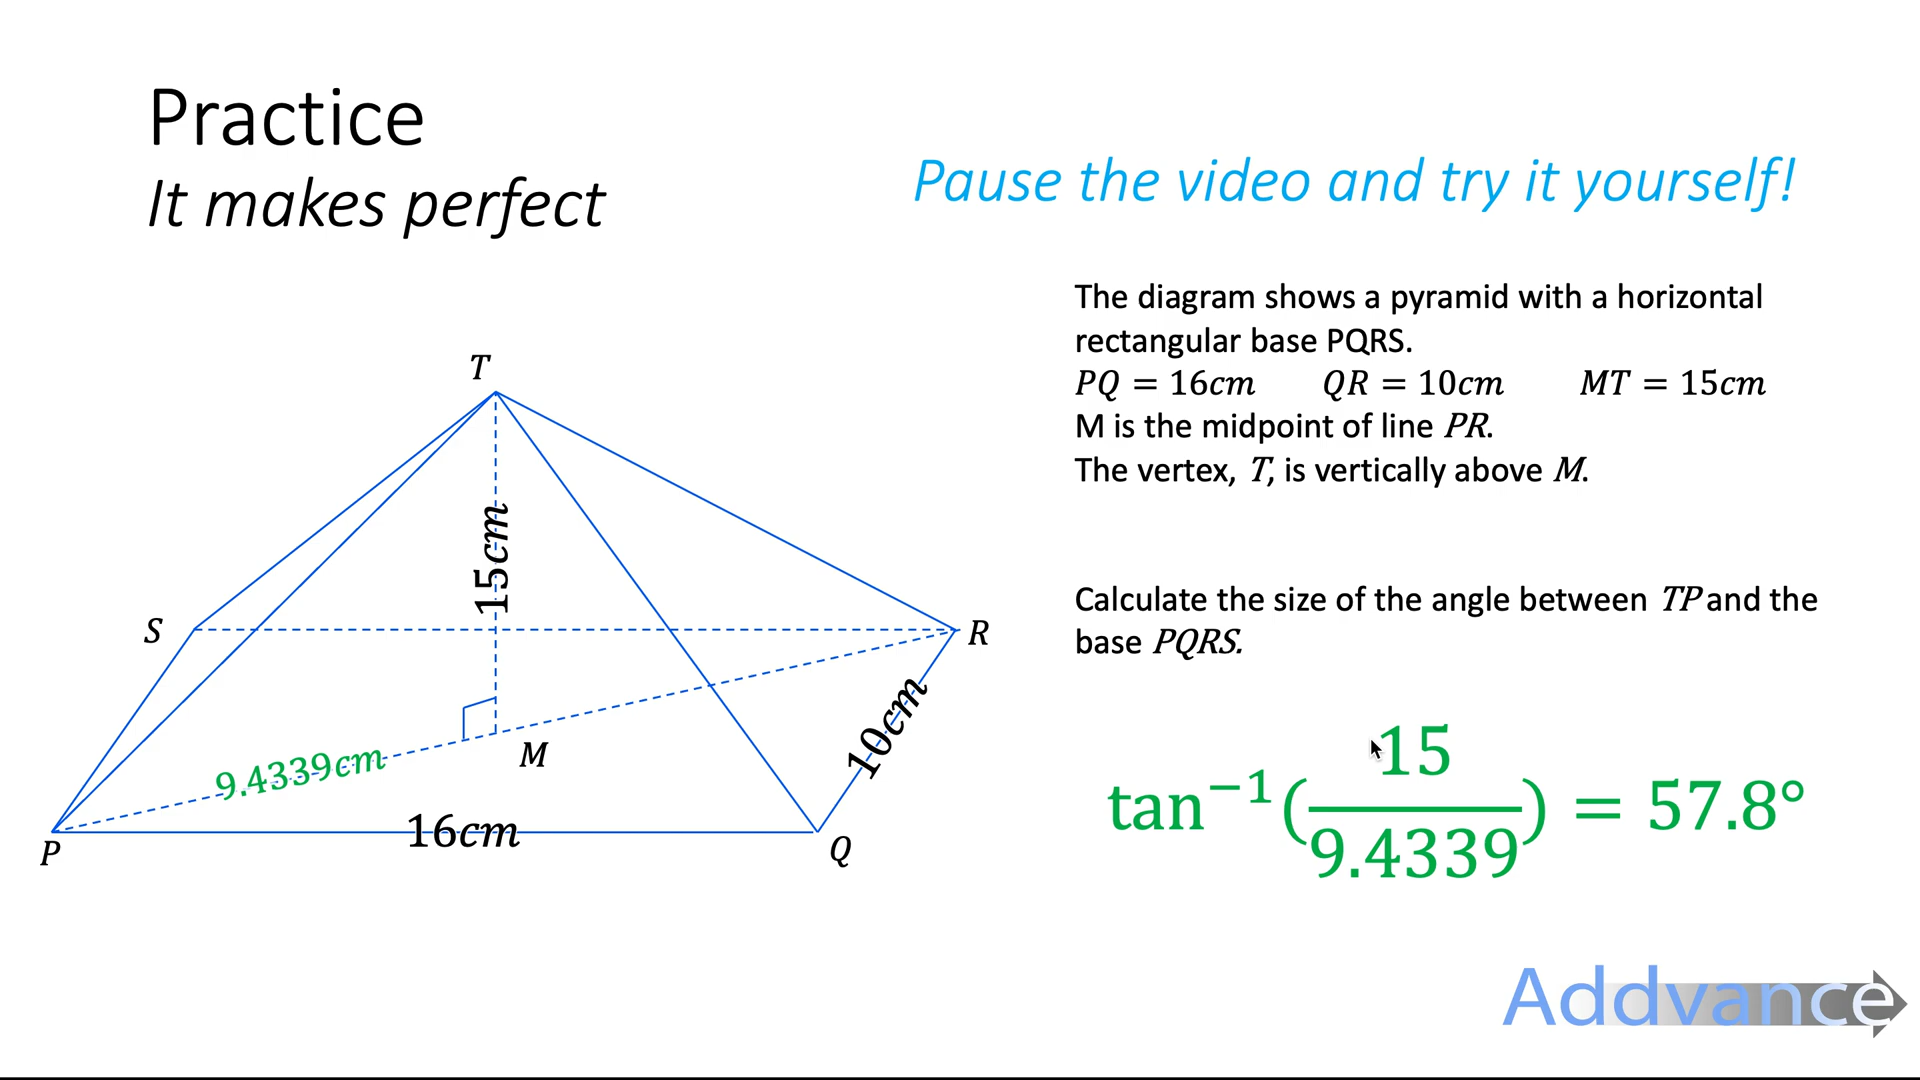 Practice
It makes perfect
Pause the video and try it yourself!
The diagram shows a pyramid with a horizontal
rectangular base PQRS.
PQ = 16cm QR = 10cm MT = 15cm
M is the midpoint of line PR.
The vertex, T, is vertically above M.
Calculate the size of the angle between TP and the
base PQRS.
T
15cm
S
R
M
10cm
9.4339cm
16cm
P
Q
tan⁻¹(15/9.4339) = 57.8°
Addvance